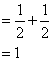 = 1/2 + 1/2
= 1